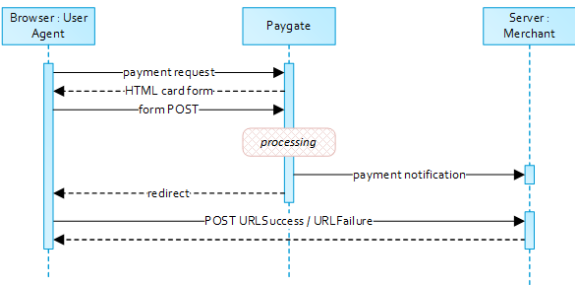 Browser : User
Agent
Paygate
Server :
Merchant
payment request
HTML card form
form POST
processing
payment notification
redirect
POST URLSuccess / URLFailure